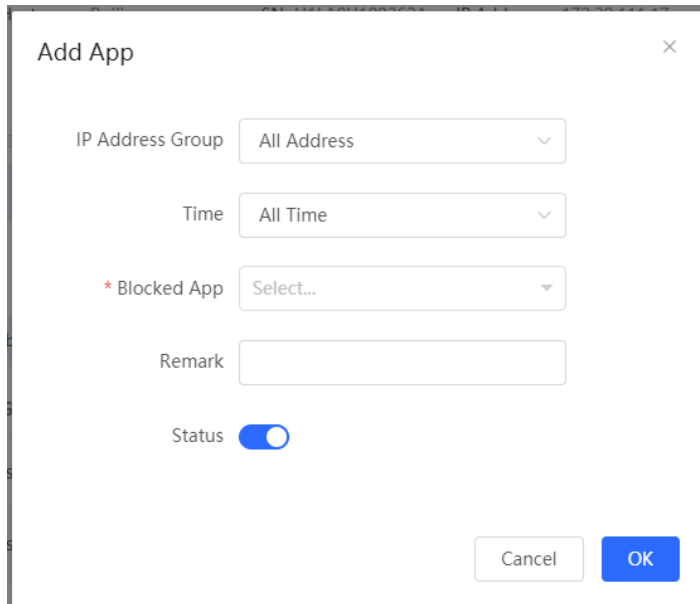 Add App
IP Address Group All Address
Time All Time
* Blocked App Select...
Remark
Status
Cancel OK